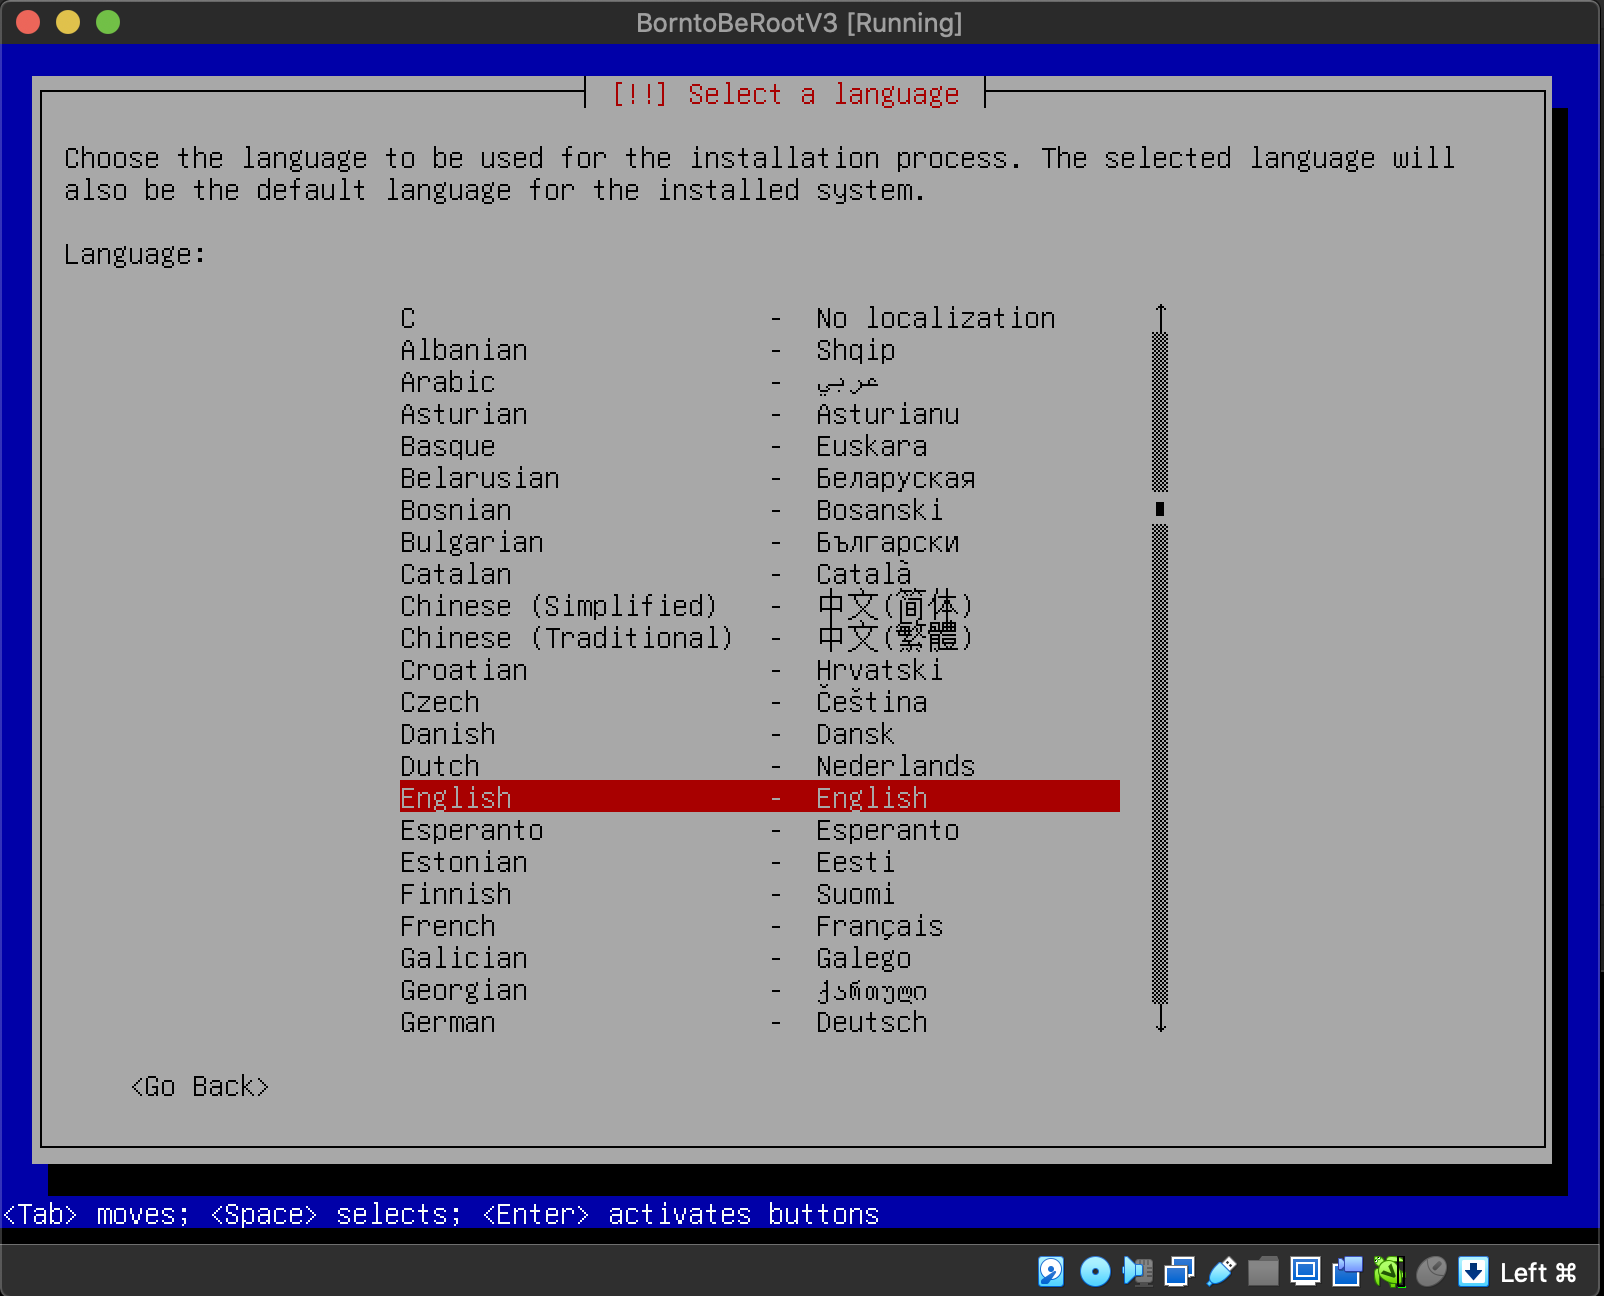 BorntoBeRootV3 [Running]
[!!] Select a language
Choose the language to be used for the installation process. The selected language will
also be the default language for the installed system.
Language:
C - No localization
Albanian - Shqip
Arabic - عربي
Asturian - Asturianu
Basque - Euskara
Belarusian - Беларуская
Bosnian - Bosanski
Bulgarian - Български
Catalan - Català
Chinese (Simplified) - 中文(简体)
Chinese (Traditional) - 中文(繁體)
Croatian - Hrvatski
Czech - Čeština
Danish - Dansk
Dutch - Nederlands
English - English
Esperanto - Esperanto
Estonian - Eesti
Finnish - Suomi
French - Français
Galician - Galego
Georgian - ქართული
German - Deutsch
<Go Back>
<Tab> moves; <Space> selects; <Enter> activates buttons
Left ⌘